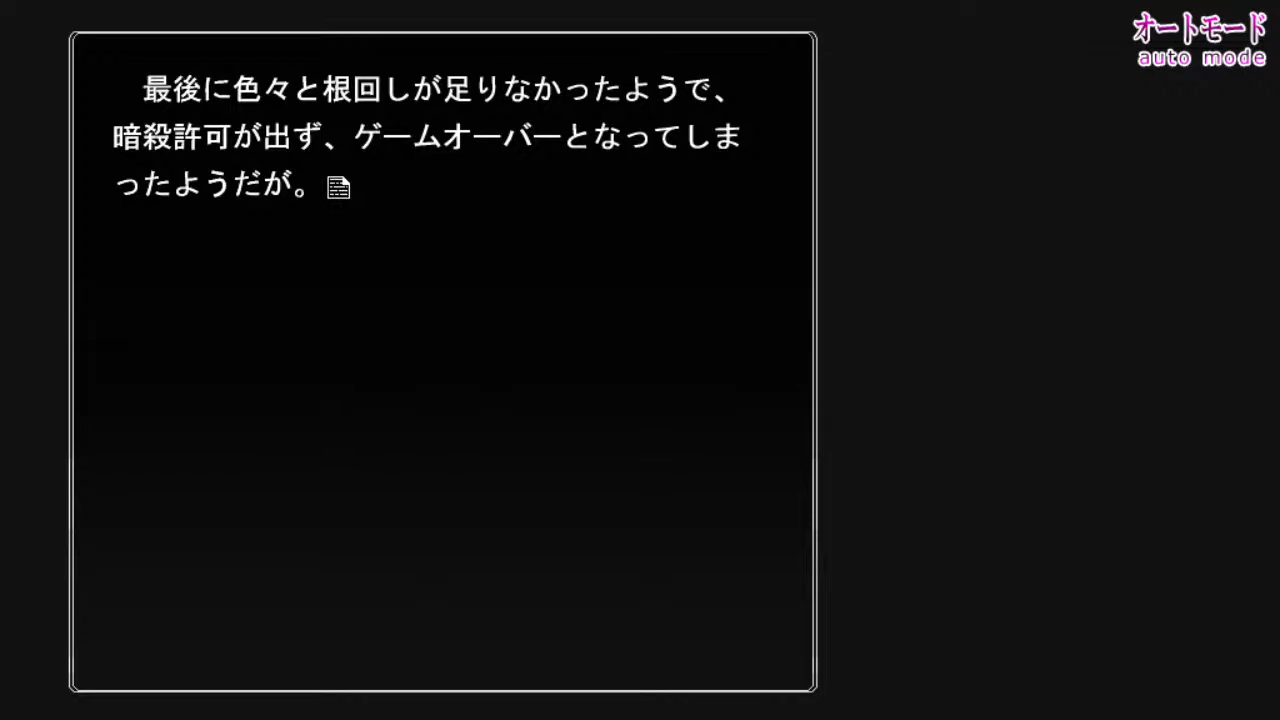 最後に色々と根回しが足りなかったようで、
暗殺許可が出ず、ゲームオーバーとなってしま
ったようだが。
オートモード
auto mode